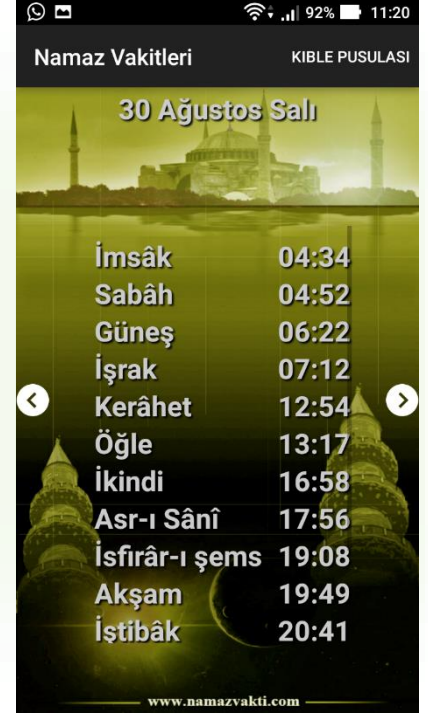 92% 11:20
Namaz Vakitleri KIBLE PUSULASI
30 Ağustos Salı
İmsâk 04:34
Sabâh 04:52
Güneş 06:22
İşrak 07:12
Kerâhet 12:54
Öğle 13:17
İkindi 16:58
Asr-ı Sânî 17:56
İsfirâr-ı şems 19:08
Akşam 19:49
İştibâk 20:41
www.namazvakti.com